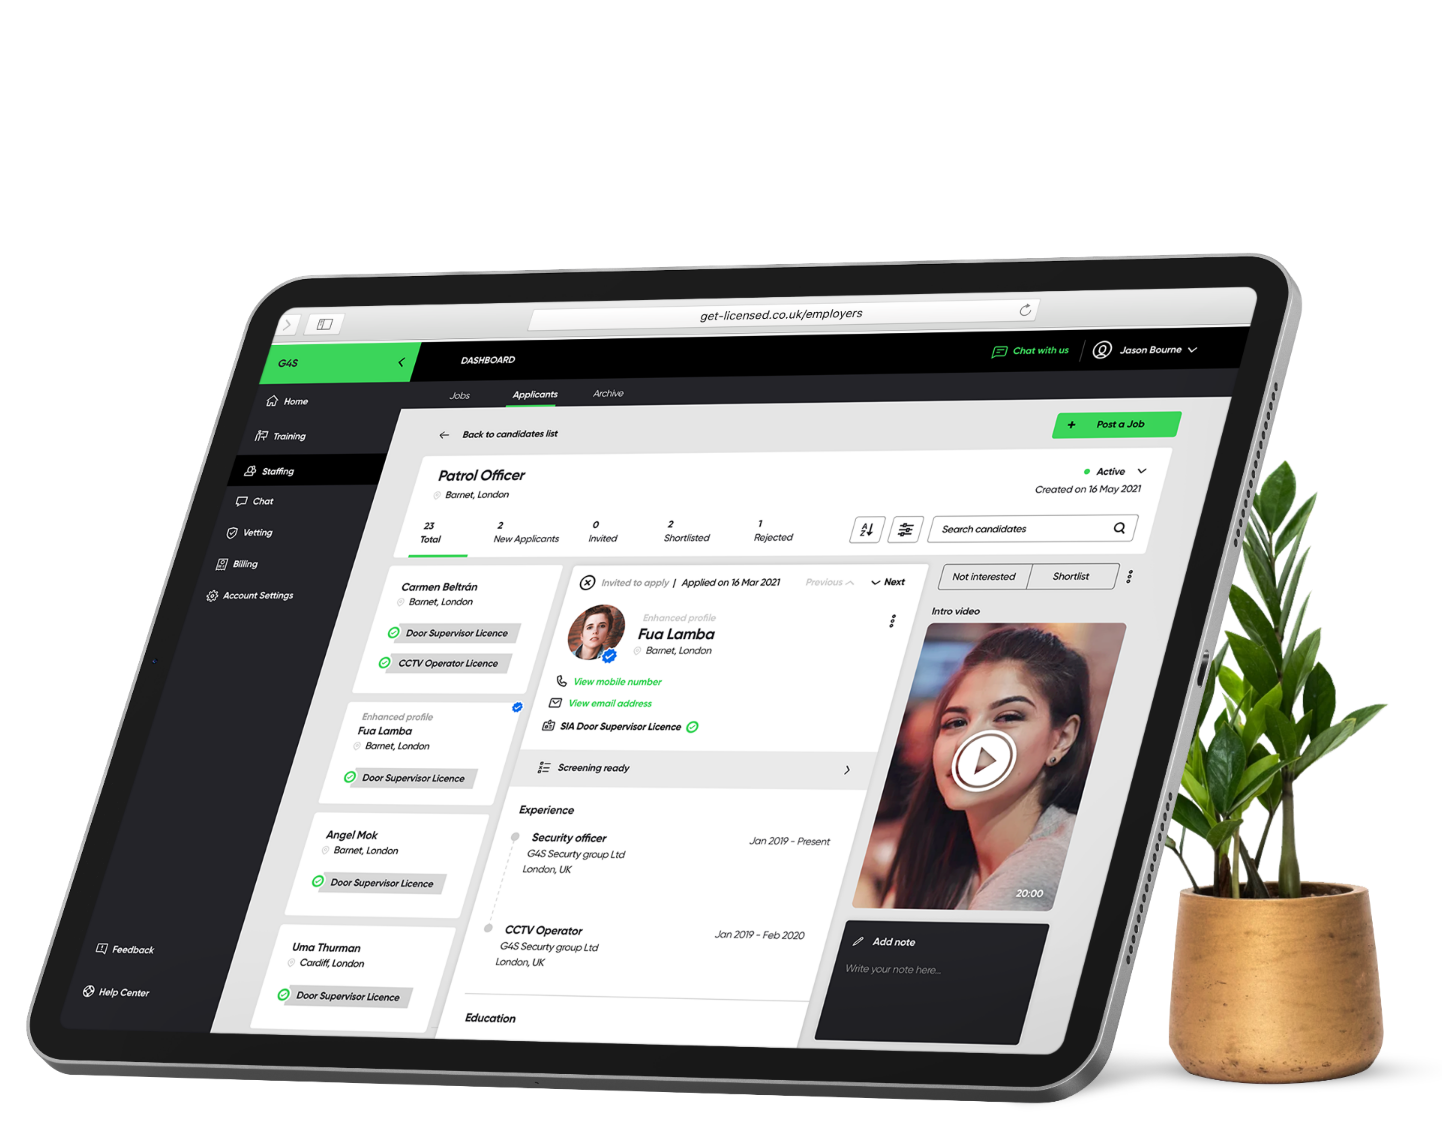 get-licensed.co.uk/employers
G4S
DASHBOARD
Chat with us
Jason Bourne
Jobs
Applicants
Archive
Home
Training
Staffing
Chat
Vetting
Billing
Account Settings
Feedback
Help Center
Back to candidates list
+ Post a Job
Patrol Officer
Barnet, London
Active
Created on 16 May 2021
23
Total
2
New Applicants
0
Invited
2
Shortlisted
1
Rejected
A
Z
Search candidates
Carmen Beltrán
Barnet, London
Door Supervisor Licence
CCTV Operator Licence
Enhanced profile
Fua Lamba
Barnet, London
Door Supervisor Licence
Angel Mok
Barnet, London
Door Supervisor Licence
Uma Thurman
Cardiff, London
Door Supervisor Licence
Invited to apply | Applied on 16 Mar 2021
Previous
Next
Enhanced profile
Fua Lamba
Barnet, London
View mobile number
View email address
SIA Door Supervisor Licence
Screening ready
Experience
Security officer
Jan 2019 - Present
G4S Securty group Ltd
London, UK
CCTV Operator
Jan 2019 - Feb 2020
G4S Securty group Ltd
London, UK
Education
Not interested
Shortlist
Intro video
20:00
Add note
Write your note here...